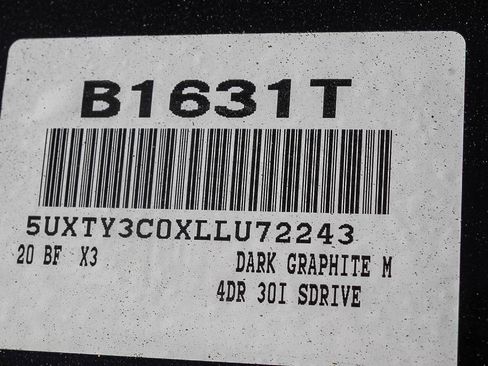 B1631T
5UXTY3C0XLLU72243
20 BF X3 DARK GRAPHITE M
4DR 30I SDRIVE